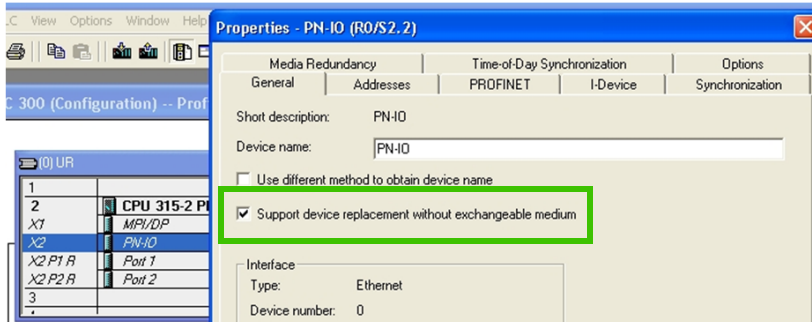 LC View Options Window Help
Properties - PN-IO (R0/S2.2)
Media Redundancy Time-of-Day Synchronization Options
General Addresses PROFINET I-Device Synchronization
C 300 (Configuration) -- Prof
Short description: PN-IO
Device name: PN-IO
Use different method to obtain device name
Support device replacement without exchangeable medium
Interface
Type: Ethernet
Device number: 0
(0) UR
1
2 CPU 315-2 P
X1 MPI/DP
X2 PN-IO
X2 P1 R Port 1
X2 P2 R Port 2
3